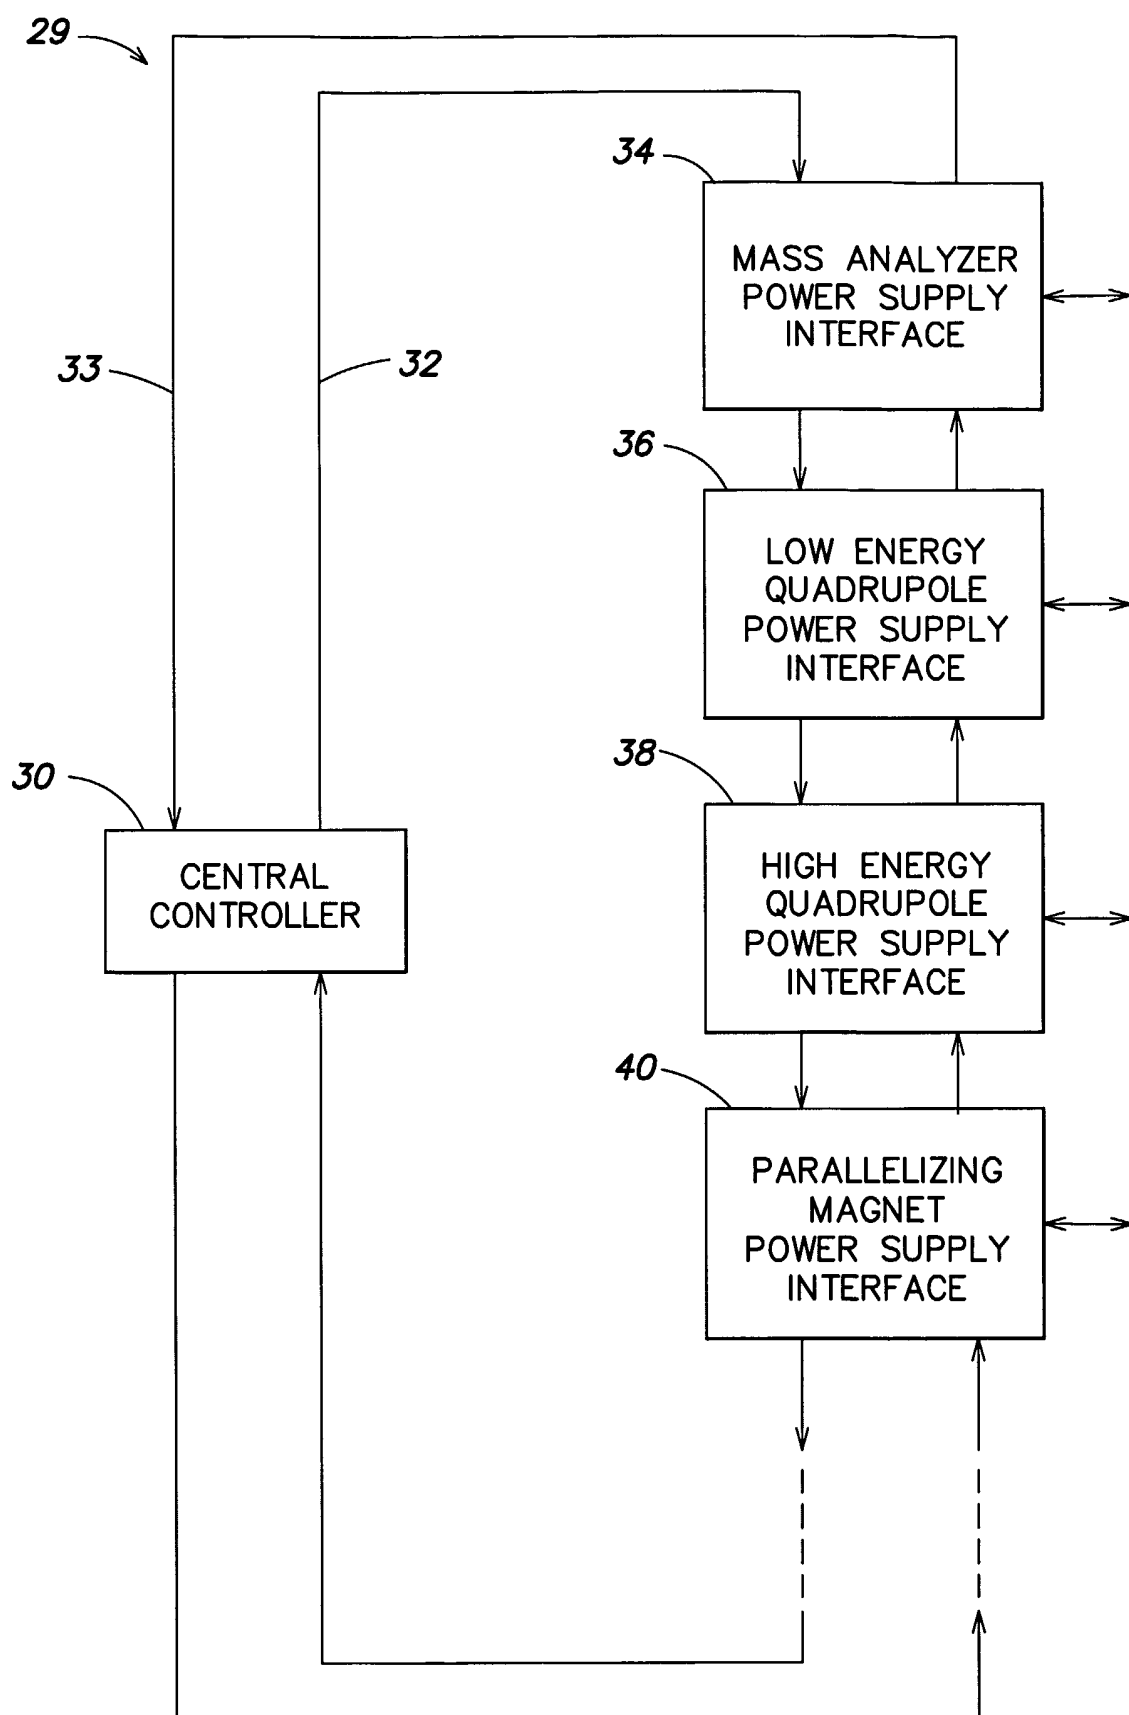 29
34
MASS ANALYZER
POWER SUPPLY
INTERFACE
33
32
36
LOW ENERGY
QUADRUPOLE
POWER SUPPLY
INTERFACE
30
CENTRAL
CONTROLLER
38
HIGH ENERGY
QUADRUPOLE
POWER SUPPLY
INTERFACE
40
PARALLELIZING
MAGNET
POWER SUPPLY
INTERFACE